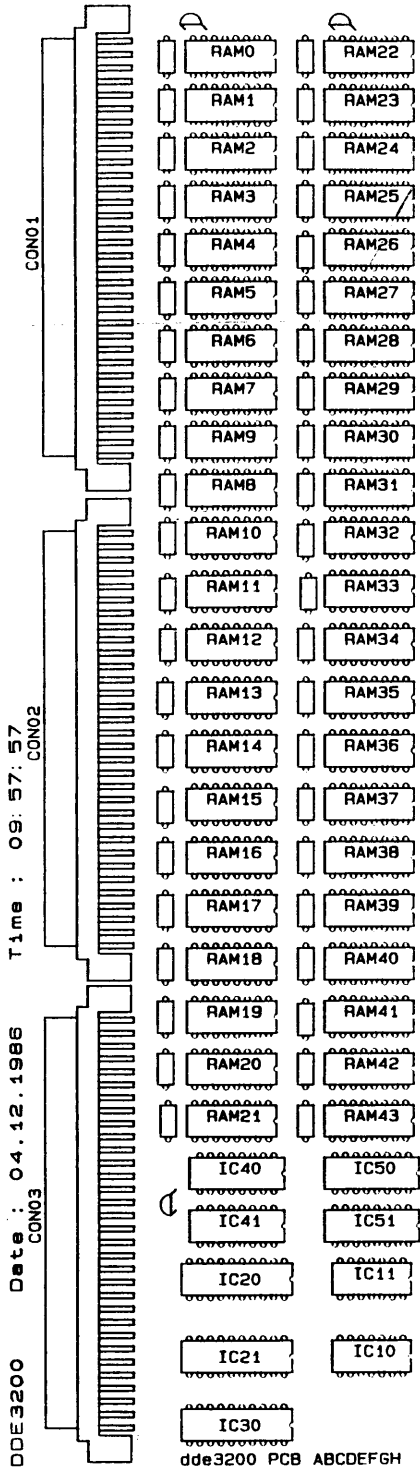 RAM0 RAM22
RAM1 RAM23
RAM2 RAM24
RAM3 RAM25
RAM4 RAM26
RAM5 RAM27
RAM6 RAM28
RAM7 RAM29
RAM9 RAM30
RAM8 RAM31
RAM10 RAM32
RAM11 RAM33
RAM12 RAM34
RAM13 RAM35
RAM14 RAM36
RAM15 RAM37
RAM16 RAM38
RAM17 RAM39
RAM18 RAM40
RAM19 RAM41
RAM20 RAM42
RAM21 RAM43
IC40 IC50
IC41 IC51
IC20 IC11
IC21 IC10
IC30
dde3200 PCB ABCDEFGH
CON01
CON02
CON03
DDE3200 Date : 04.12.1986 Time : 09:57:57